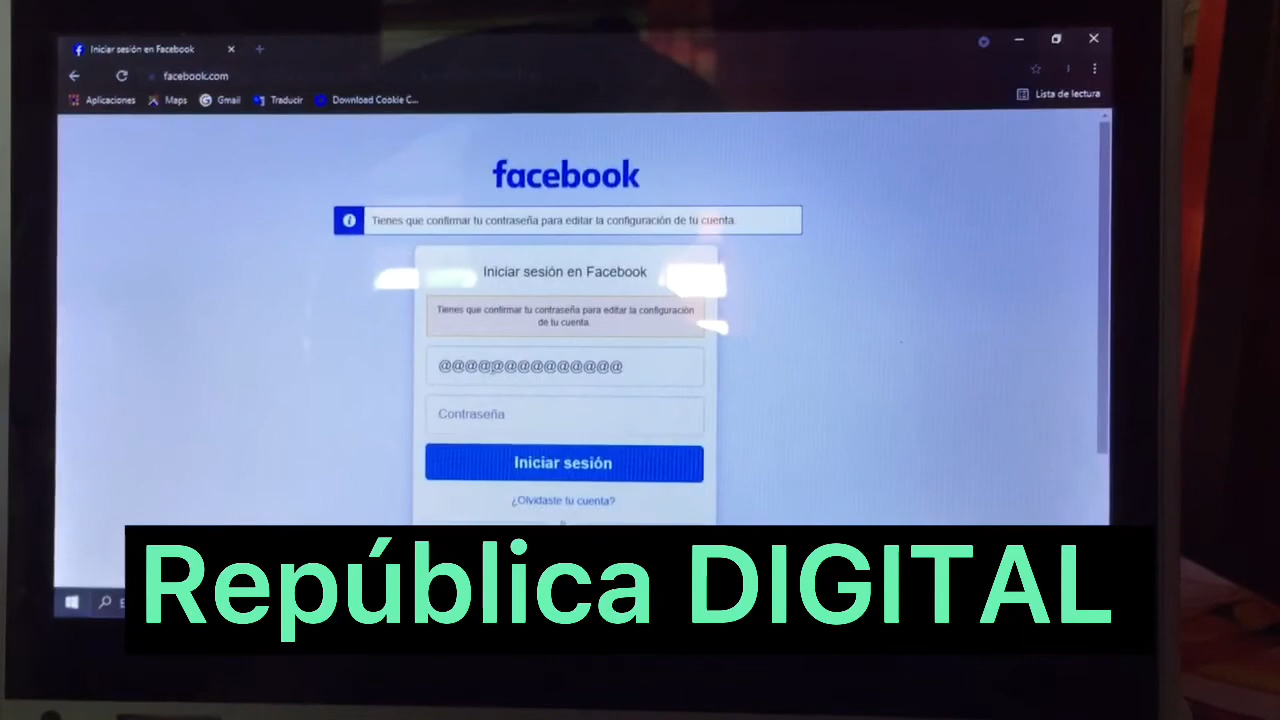 Iniciar sesión en Facebook
facebook.com
Aplicaciones Maps Gmail Traducir Download Cookie C... Lista de lectura
facebook
Tienes que confirmar tu contraseña para editar la configuración de tu cuenta.
Iniciar sesión en Facebook
Tienes que confirmar tu contraseña para editar la configuración
de tu cuenta.
@@@@@@@@@@@@@@
Contraseña
Iniciar sesión
¿Olvidaste tu cuenta?
República DIGITAL